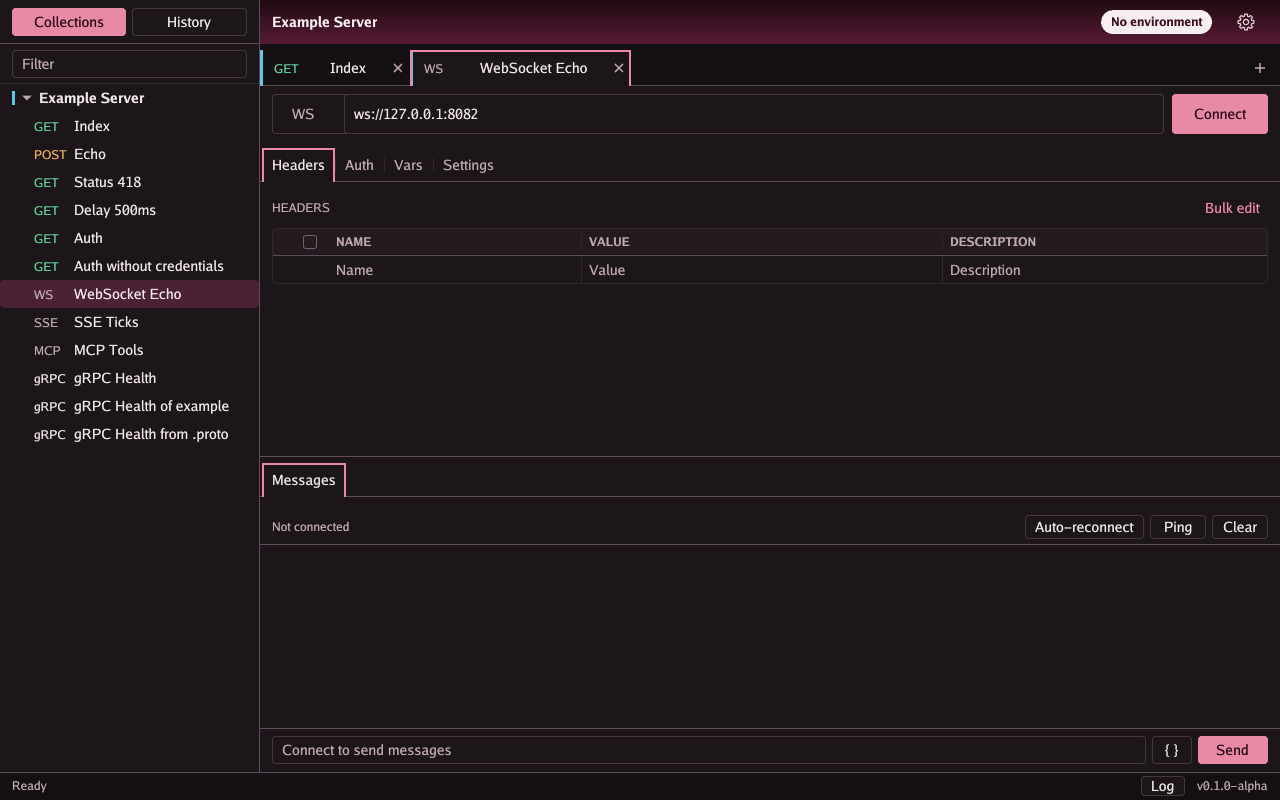 Collections
History
Example Server
No environment
Filter
GET Index
WS WebSocket Echo
Example Server
GET Index
POST Echo
GET Status 418
GET Delay 500ms
GET Auth
GET Auth without credentials
WS WebSocket Echo
SSE SSE Ticks
MCP MCP Tools
gRPC gRPC Health
gRPC gRPC Health of example
gRPC gRPC Health from .proto
WS ws://127.0.0.1:8082
Connect
Headers Auth Vars Settings
HEADERS
Bulk edit
NAME VALUE DESCRIPTION
Name Value Description
Messages
Not connected
Auto-reconnect Ping Clear
Connect to send messages
{ } Send
Ready
Log v0.1.0-alpha